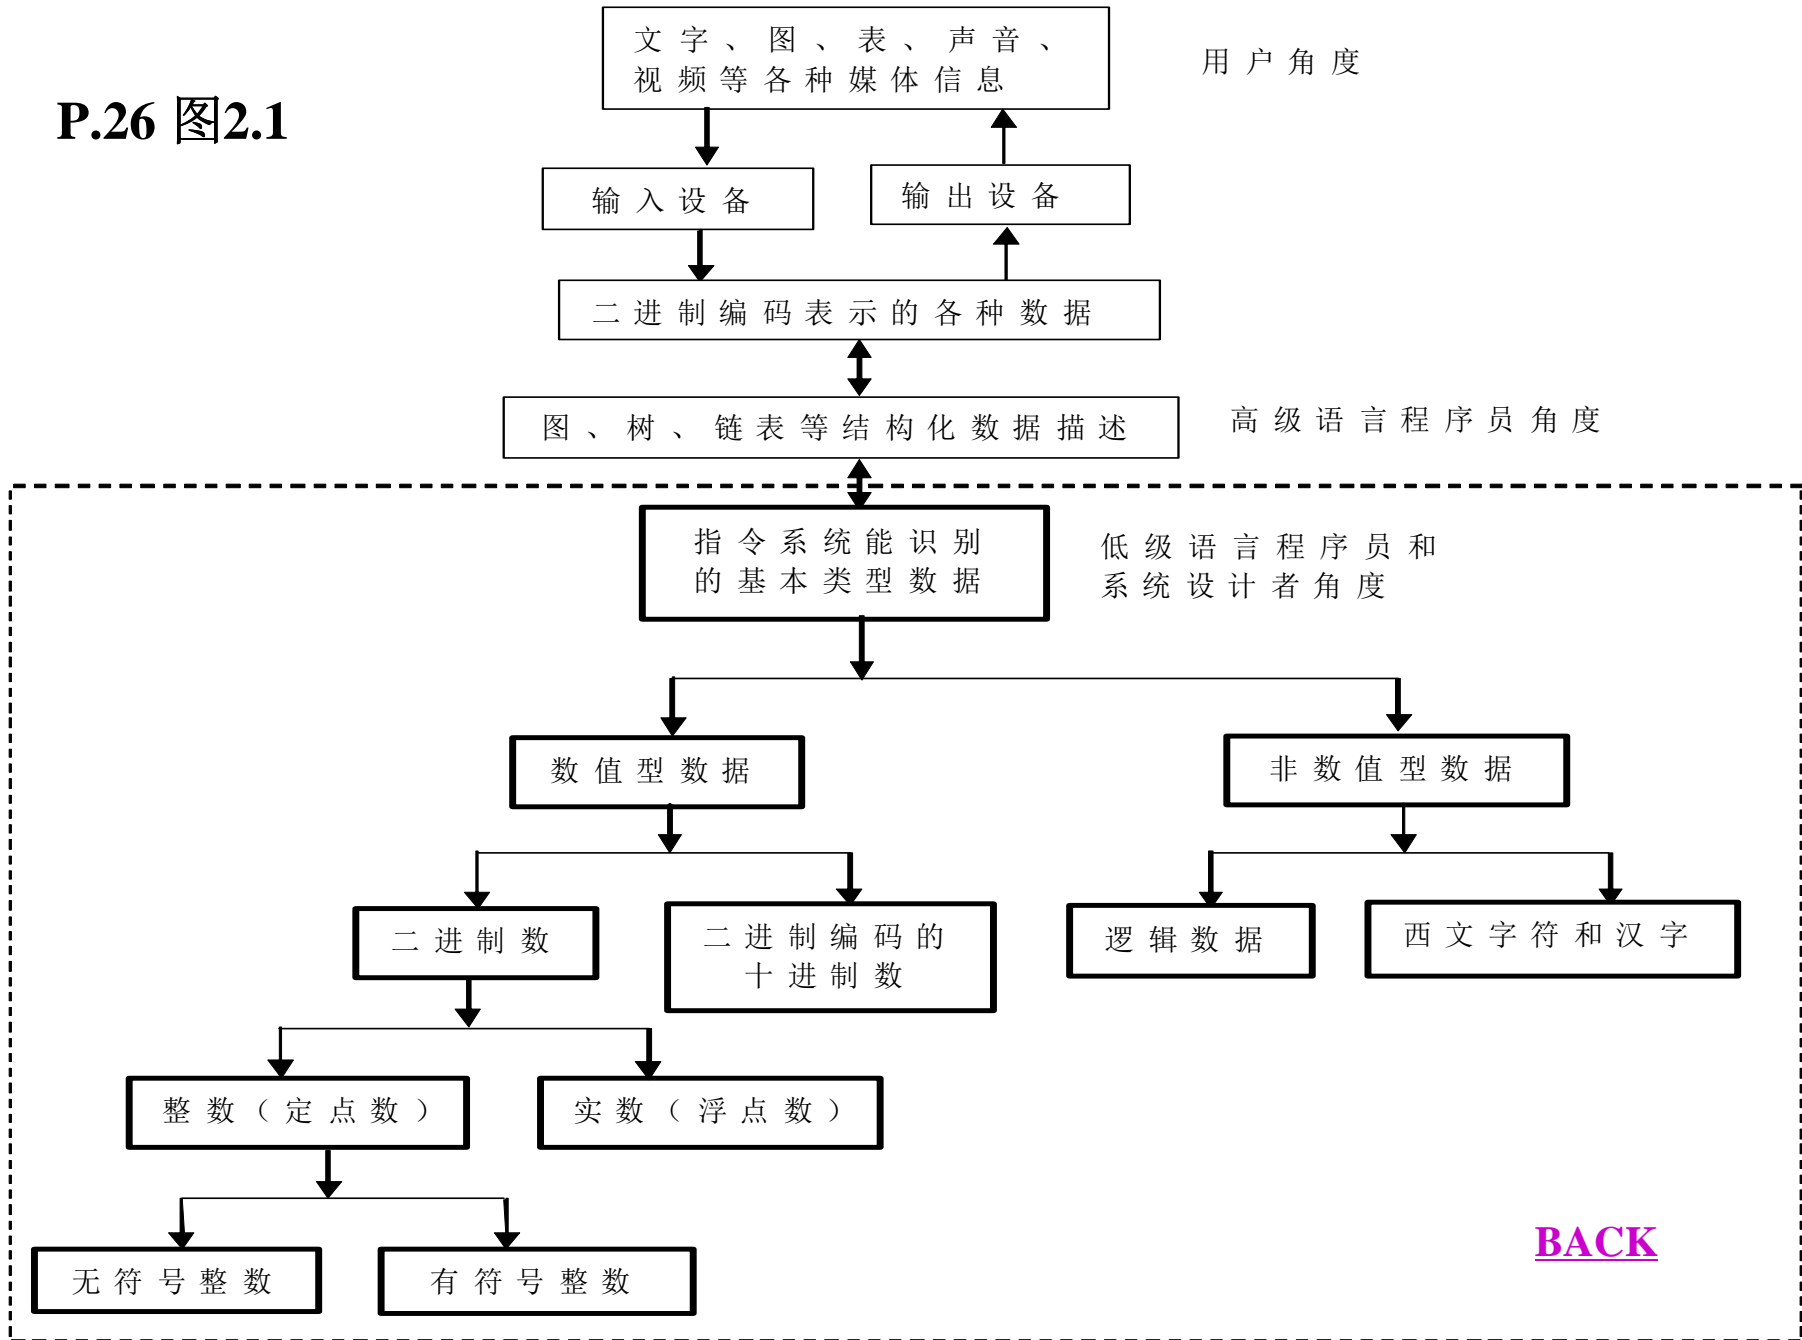 文字、图、表、声音、
视频等各种媒体信息
用户角度
P.26 图2.1
输入设备
输出设备
二进制编码表示的各种数据
图、树、链表等结构化数据描述
高级语言程序员角度
指令系统能识别
的基本类型数据
低级语言程序员和
系统设计者角度
数值型数据
非数值型数据
二进制数
二进制编码的
十进制数
逻辑数据
西文字符和汉字
整数（定点数）
实数（浮点数）
无符号整数
有符号整数
BACK